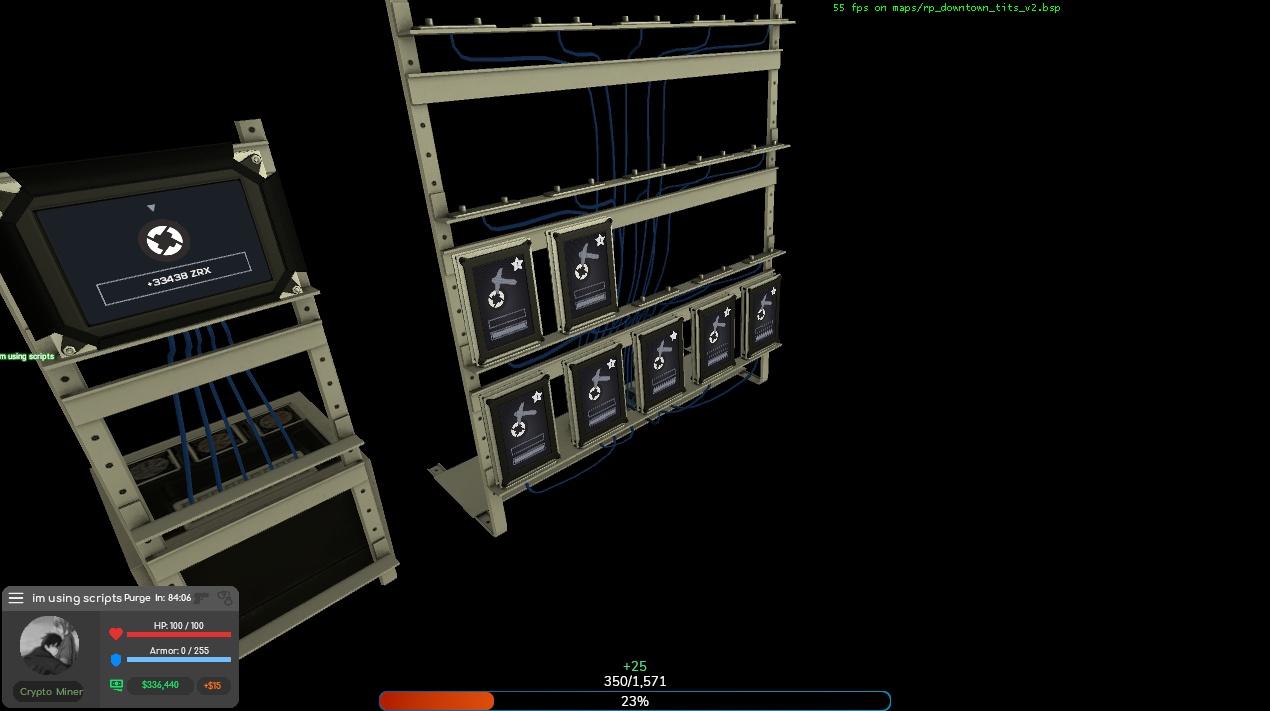 55 fps on maps/rp_downtown_tits_v2.bsp
+33438 ZRX
m using scripts
im using scripts Purge In: 84:06
HP: 100 / 100
Armor: 0 / 255
$336,440 +$15
Crypto Miner
+25
350/1,571
23%